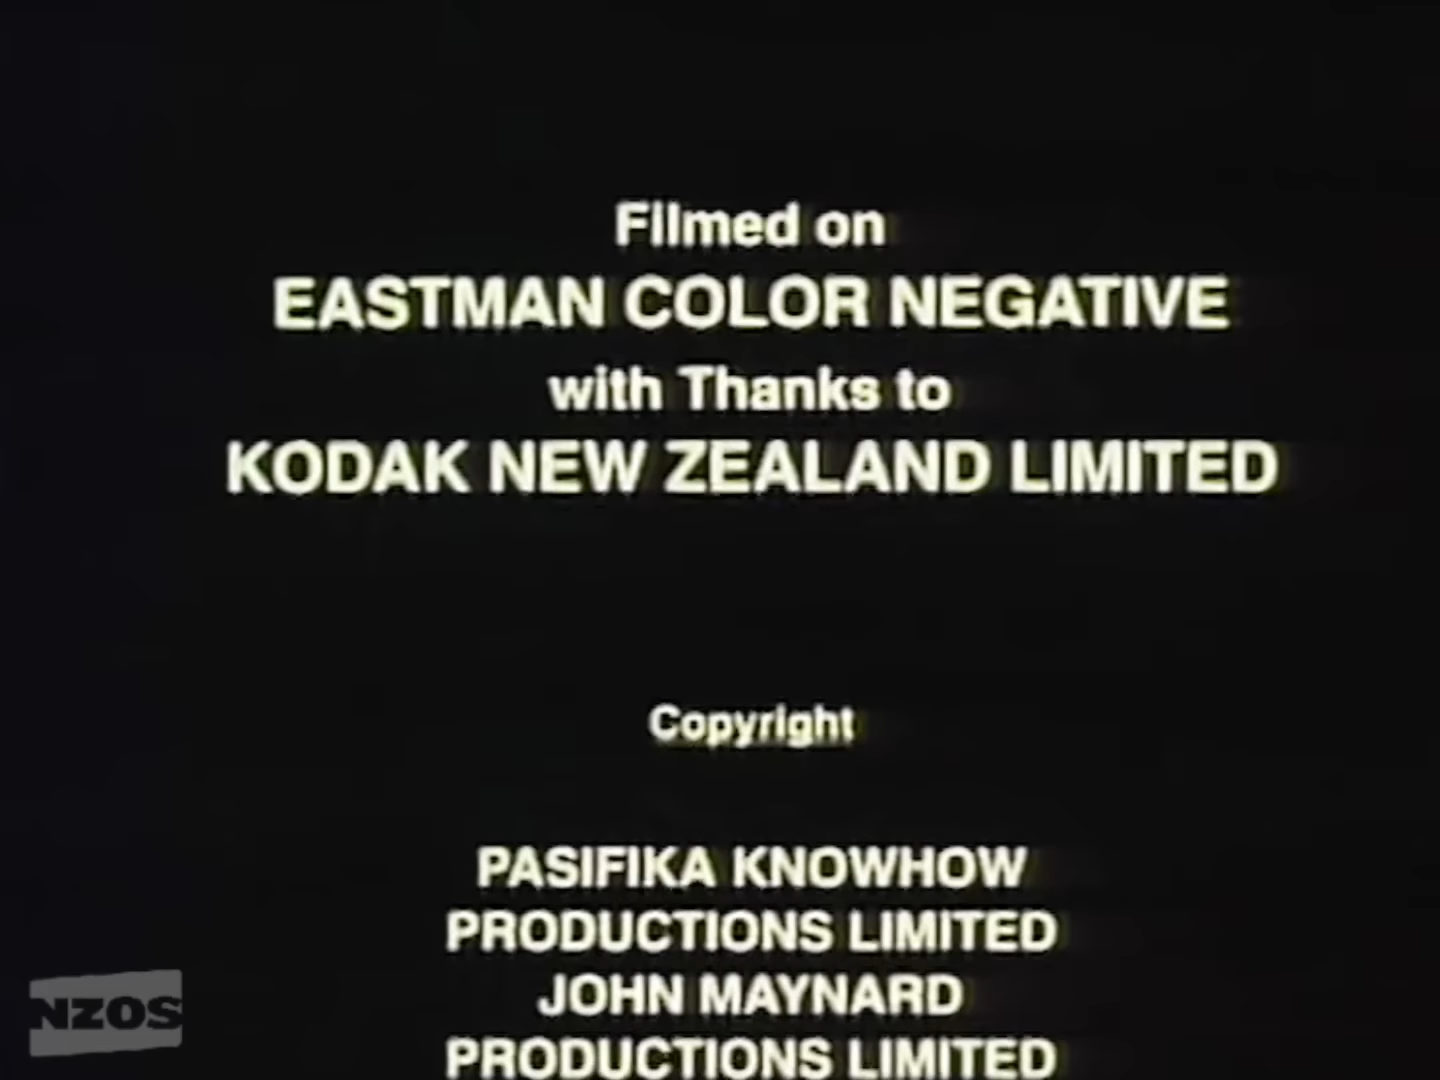 Filmed on
EASTMAN COLOR NEGATIVE
with Thanks to
KODAK NEW ZEALAND LIMITED
Copyright
PASIFIKA KNOWHOW
PRODUCTIONS LIMITED
JOHN MAYNARD
PRODUCTIONS LIMITED
NZOS